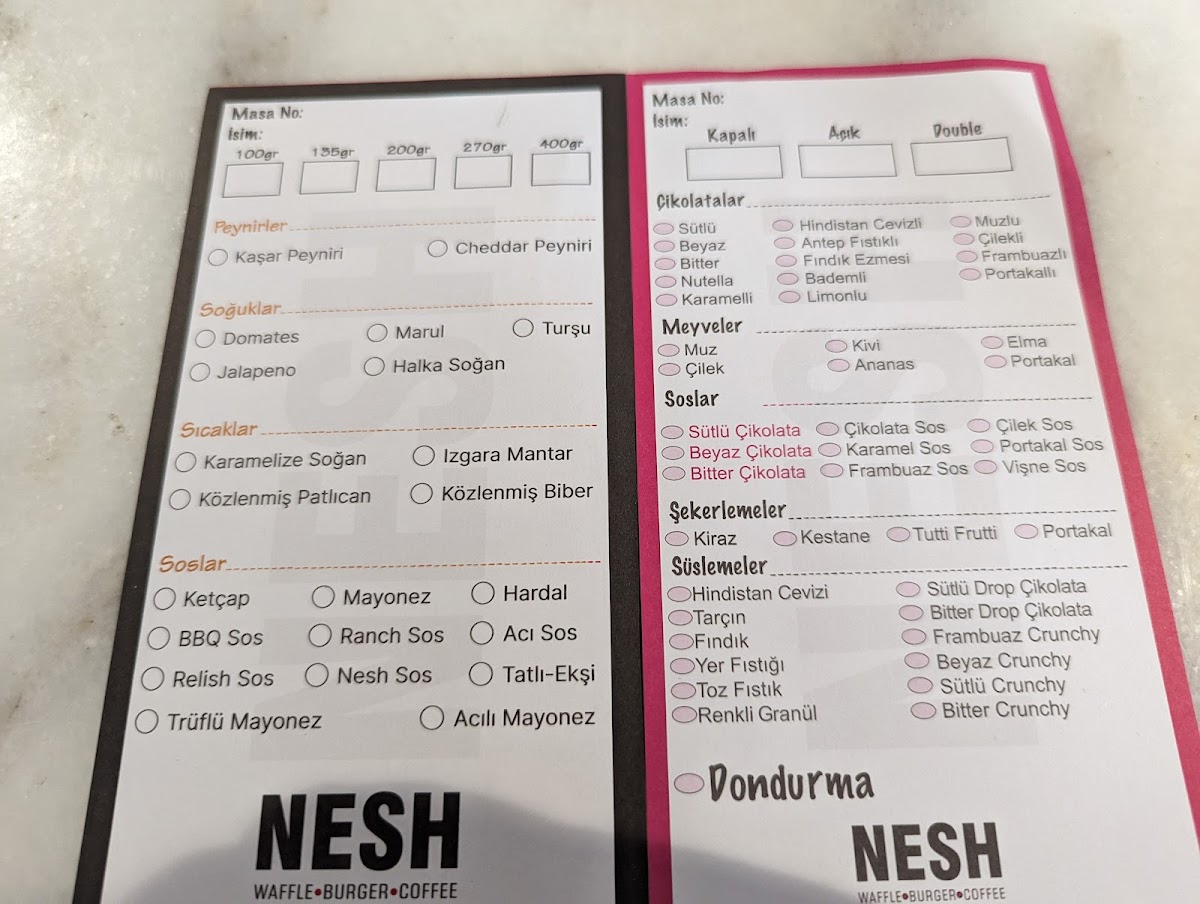 Masa No:
İsim:
100gr 135gr 200gr 270gr 400gr
Peynirler
Kaşar Peyniri Cheddar Peyniri
Soğuklar
Domates Marul Turşu
Jalapeno Halka Soğan
Sıcaklar
Karamelize Soğan Izgara Mantar
Közlenmiş Patlıcan Közlenmiş Biber
Soslar
Ketçap Mayonez Hardal
BBQ Sos Ranch Sos Acı Sos
Relish Sos Nesh Sos Tatlı-Ekşi
Trüflü Mayonez Acılı Mayonez
NESH
WAFFLE•BURGER•COFFEE
Masa No:
İsim:
Kapalı Açık Double
Çikolatalar
Sütlü Hindistan Cevizli Muzlu
Beyaz Antep Fıstıklı Çilekli
Bitter Fındık Ezmesi Frambuazlı
Nutella Bademli Portakallı
Karamelli Limonlu
Meyveler
Muz Kivi Elma
Çilek Ananas Portakal
Soslar
Sütlü Çikolata Çikolata Sos Çilek Sos
Beyaz Çikolata Karamel Sos Portakal Sos
Bitter Çikolata Frambuaz Sos Vişne Sos
Şekerlemeler
Kiraz Kestane Tutti Frutti Portakal
Süslemeler
Hindistan Cevizi Sütlü Drop Çikolata
Tarçın Bitter Drop Çikolata
Fındık Frambuaz Crunchy
Yer Fıstığı Beyaz Crunchy
Toz Fıstık Sütlü Crunchy
Renkli Granül Bitter Crunchy
Dondurma
NESH
WAFFLE•BURGER•COFFEE